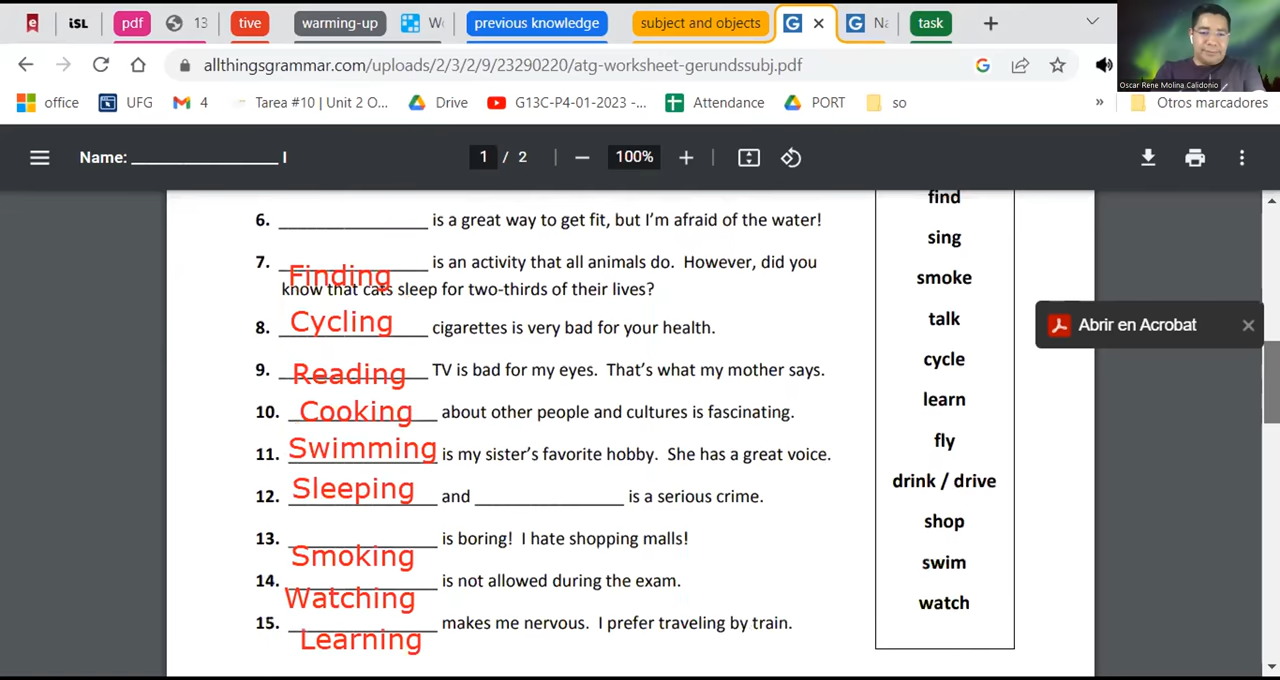 pdf
13
tive
warming-up
W
previous knowledge
subject and objects
G
G
Na
task
allthingsgrammar.com/uploads/2/3/2/9/23290220/atg-worksheet-gerundssubj.pdf
Oscar Rene Molina Calidonio
office
UFG
4
Tarea #10 | Unit 2 O...
Drive
G13C-P4-01-2023 -...
Attendance
PORT
so
»
Otros marcadores
Name: ________________ I
1 / 2
100%
6. ________________ is a great way to get fit, but I'm afraid of the water!
7. ________________ is an activity that all animals do. However, did you
Finding
know that cats sleep for two-thirds of their lives?
8. ________________ cigarettes is very bad for your health.
Cycling
9. ________________ TV is bad for my eyes. That's what my mother says.
Reading
10. ________________ about other people and cultures is fascinating.
Cooking
11. ________________ is my sister's favorite hobby. She has a great voice.
Swimming
12. ________________ and ________________ is a serious crime.
Sleeping
13. ________________ is boring! I hate shopping malls!
Smoking
14. ________________ is not allowed during the exam.
Watching
15. ________________ makes me nervous. I prefer traveling by train.
Learning
find
sing
smoke
talk
cycle
learn
fly
drink / drive
shop
swim
watch
Abrir en Acrobat